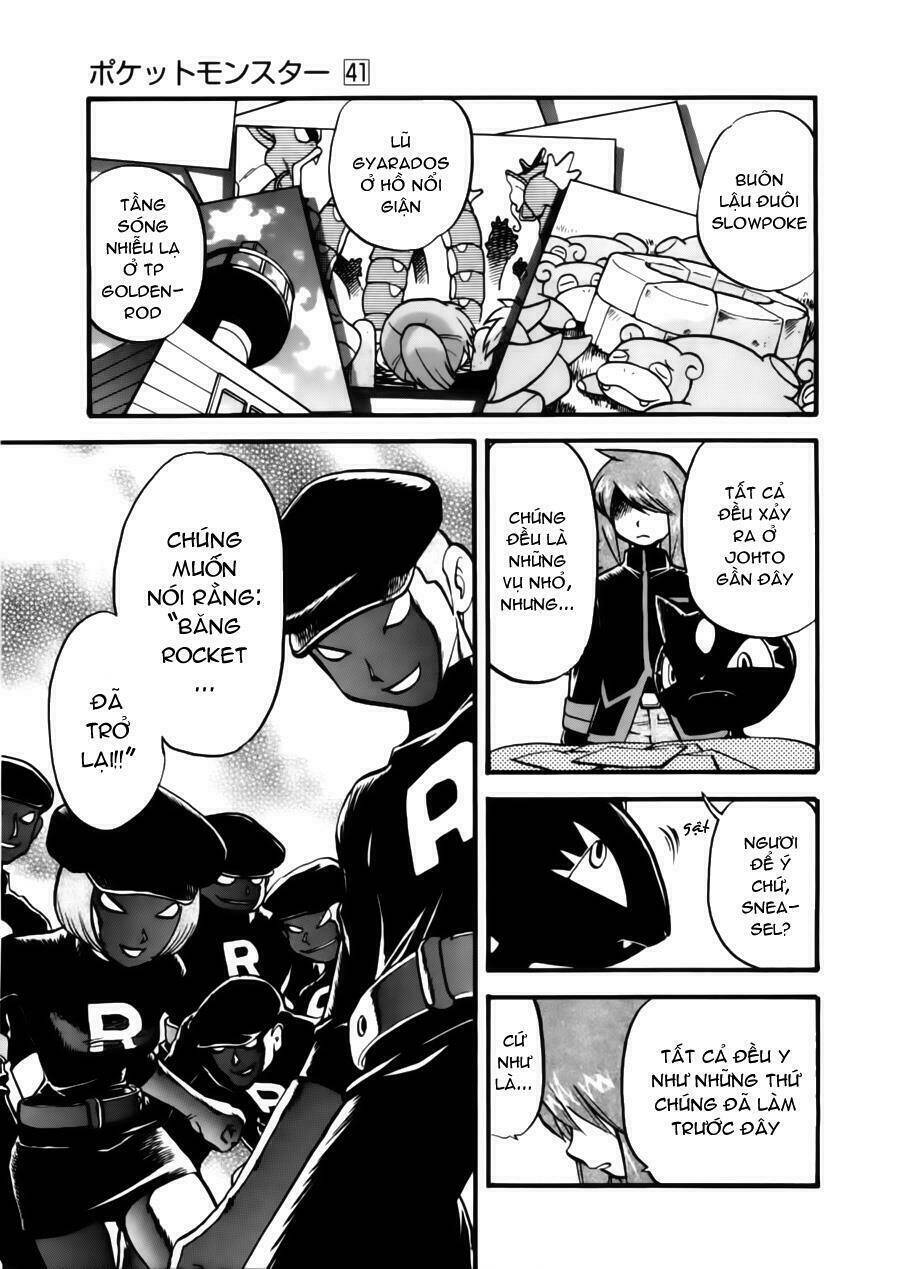 ポケットモンスター 41
BUÔN
LẬU ĐUÔI
SLOWPOKE
LŨ
GYARADOS
Ở HỒ NỔI
GIẬN
TẦNG
SÓNG
NHIỄU LẠ
Ở TP
GOLDEN-
ROD
TẤT CẢ
ĐỀU XẢY
RA Ở
JOHTO
GẦN ĐÂY
CHÚNG
ĐỀU LÀ
NHỮNG
VỤ NHỎ,
NHƯNG...
NGƯƠI
ĐỂ Ý
CHỨ,
SNEA-
SEL?
gật
TẤT CẢ ĐỀU Y
NHƯ NHỮNG THỨ
CHÚNG ĐÃ LÀM
TRƯỚC ĐÂY
CỨ
NHƯ
LÀ...
CHÚNG
MUỐN
NÓI RẰNG:
"BĂNG
ROCKET
...
ĐÃ
TRỞ
LẠI!!"
R
R
R
R
R